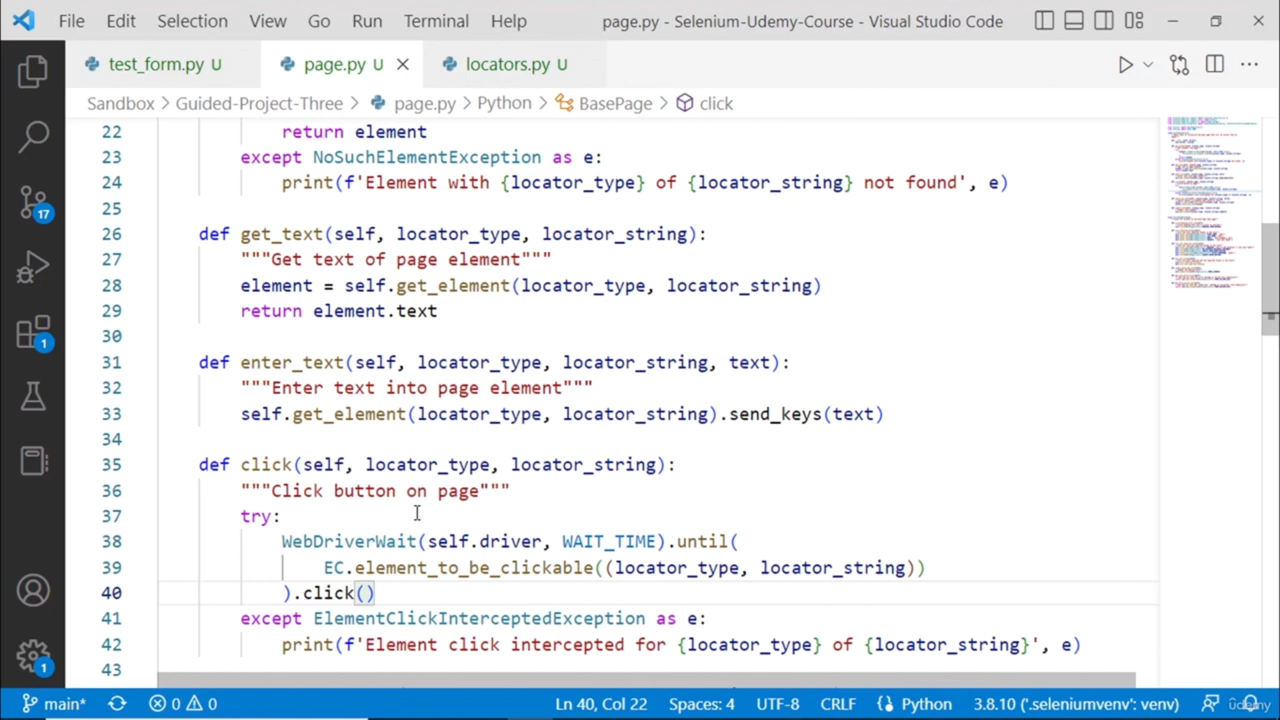 File Edit Selection View Go Run Terminal Help page.py - Selenium-Udemy-Course - Visual Studio Code
test_form.py U page.py U locators.py U
Sandbox > Guided-Project-Three > page.py > Python > BasePage > click
22 return element
23 except NoSuchElementException as e:
24 print(f'Element with {locator_type} of {locator_string} not found', e)
25
26 def get_text(self, locator_type, locator_string):
27 """Get text of page element"""
28 element = self.get_element(locator_type, locator_string)
29 return element.text
30
31 def enter_text(self, locator_type, locator_string, text):
32 """Enter text into page element"""
33 self.get_element(locator_type, locator_string).send_keys(text)
34
35 def click(self, locator_type, locator_string):
36 """Click button on page"""
37 try:
38 WebDriverWait(self.driver, WAIT_TIME).until(
39 EC.element_to_be_clickable((locator_type, locator_string))
40 ).click()
41 except ElementClickInterceptedException as e:
42 print(f'Element click intercepted for {locator_type} of {locator_string}', e)
43
17
1
1
main* 0 0 Ln 40, Col 22 Spaces: 4 UTF-8 CRLF Python 3.8.10 ('.seleniumvenv': venv)
ûdemy